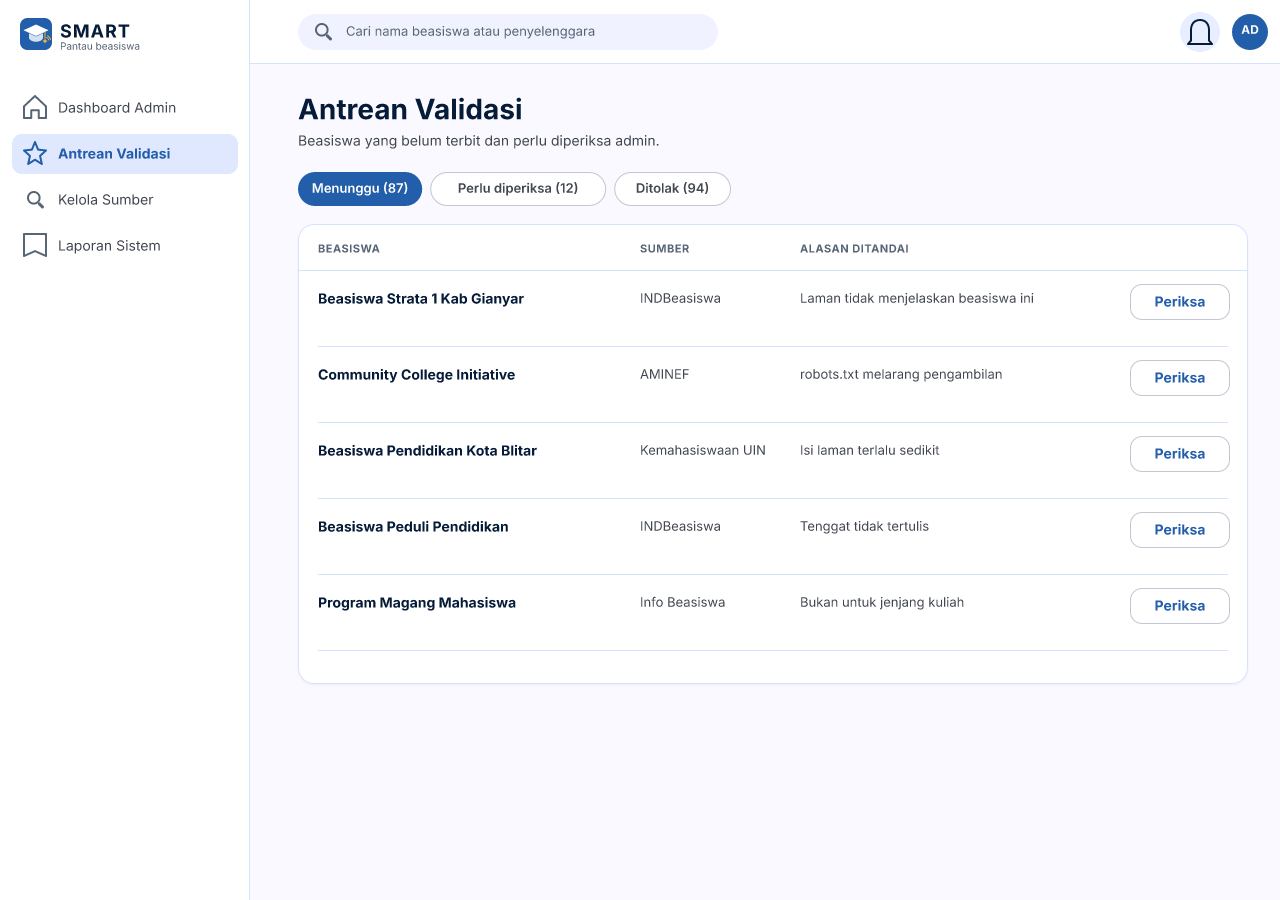 SMART
Pantau beasiswa
Cari nama beasiswa atau penyelenggara
AD
Dashboard Admin
Antrean Validasi
Kelola Sumber
Laporan Sistem
Antrean Validasi
Beasiswa yang belum terbit dan perlu diperiksa admin.
Menunggu (87) Perlu diperiksa (12) Ditolak (94)
BEASISWA SUMBER ALASAN DITANDAI
Beasiswa Strata 1 Kab Gianyar INDBeasiswa Laman tidak menjelaskan beasiswa ini Periksa
Community College Initiative AMINEF robots.txt melarang pengambilan Periksa
Beasiswa Pendidikan Kota Blitar Kemahasiswaan UIN Isi laman terlalu sedikit Periksa
Beasiswa Peduli Pendidikan INDBeasiswa Tenggat tidak tertulis Periksa
Program Magang Mahasiswa Info Beasiswa Bukan untuk jenjang kuliah Periksa